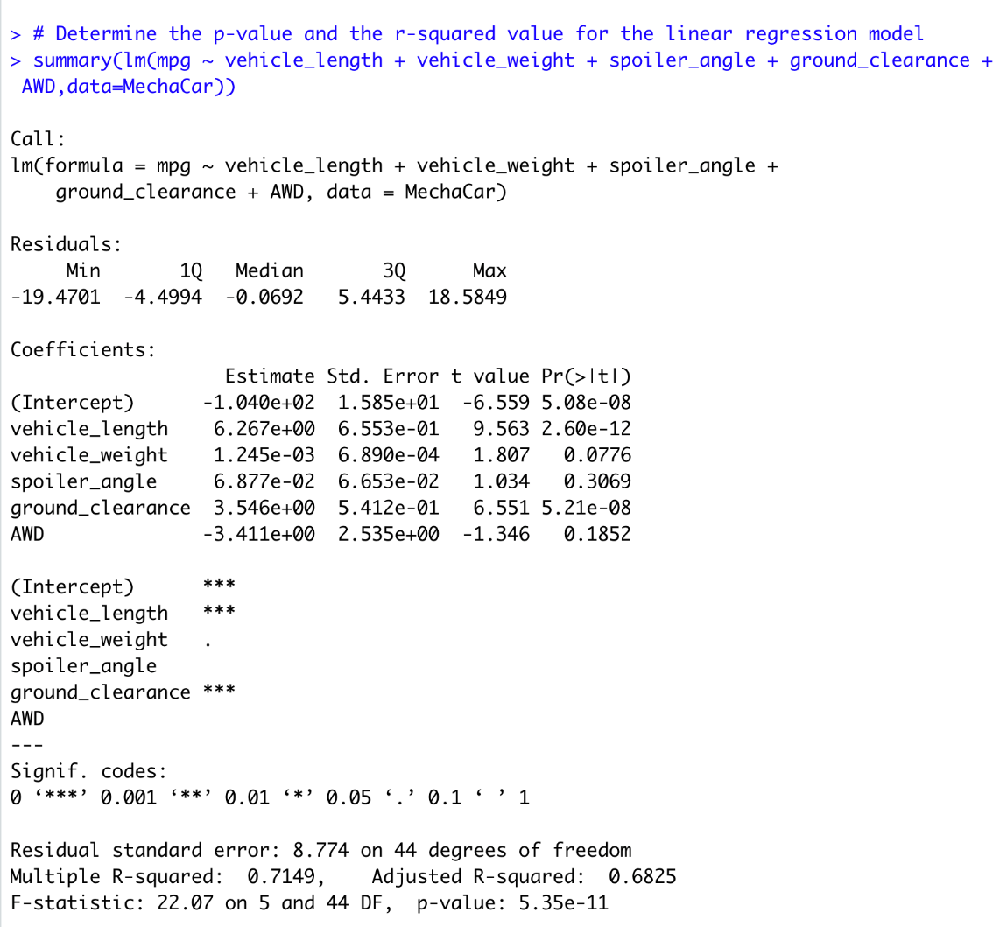 > # Determine the p-value and the r-squared value for the linear regression model
> summary(lm(mpg ~ vehicle_length + vehicle_weight + spoiler_angle + ground_clearance +
 AWD,data=MechaCar))

Call:
lm(formula = mpg ~ vehicle_length + vehicle_weight + spoiler_angle +
    ground_clearance + AWD, data = MechaCar)

Residuals:
     Min       1Q   Median       3Q      Max
-19.4701  -4.4994  -0.0692   5.4433  18.5849

Coefficients:
                   Estimate Std. Error t value Pr(>|t|)
(Intercept)      -1.040e+02  1.585e+01  -6.559 5.08e-08
vehicle_length    6.267e+00  6.553e-01   9.563 2.60e-12
vehicle_weight    1.245e-03  6.890e-04   1.807   0.0776
spoiler_angle     6.877e-02  6.653e-02   1.034   0.3069
ground_clearance  3.546e+00  5.412e-01   6.551 5.21e-08
AWD              -3.411e+00  2.535e+00  -1.346   0.1852

(Intercept)      ***
vehicle_length   ***
vehicle_weight   .
spoiler_angle
ground_clearance ***
AWD
---
Signif. codes:
0 ‘***’ 0.001 ‘**’ 0.01 ‘*’ 0.05 ‘.’ 0.1 ‘ ’ 1

Residual standard error: 8.774 on 44 degrees of freedom
Multiple R-squared:  0.7149,    Adjusted R-squared:  0.6825
F-statistic: 22.07 on 5 and 44 DF,  p-value: 5.35e-11